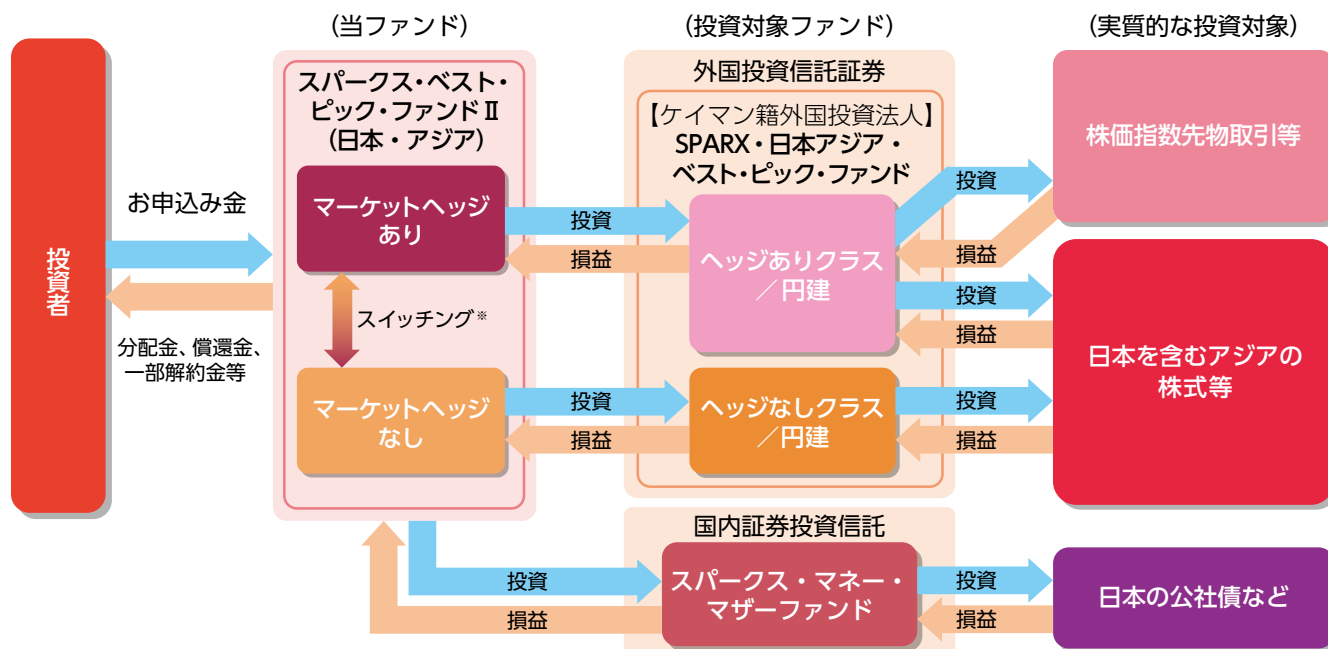 (当ファンド)
(投資対象ファンド)
(実質的な投資対象)
投資者
お申込み金
分配金、償還金、
一部解約金等
スパークス・ベスト・
ピック・ファンドⅡ
(日本・アジア)
マーケットヘッジ
あり
スイッチング※
マーケットヘッジ
なし
投資
損益
投資
損益
外国投資信託証券
【ケイマン籍外国投資法人】
SPARX・日本アジア・
ベスト・ピック・ファンド
ヘッジありクラス
／円建
ヘッジなしクラス
／円建
投資
損益
投資
損益
投資
損益
株価指数先物取引等
日本を含むアジアの
株式等
投資
損益
国内証券投資信託
スパークス・マネー・
マザーファンド
投資
損益
日本の公社債など